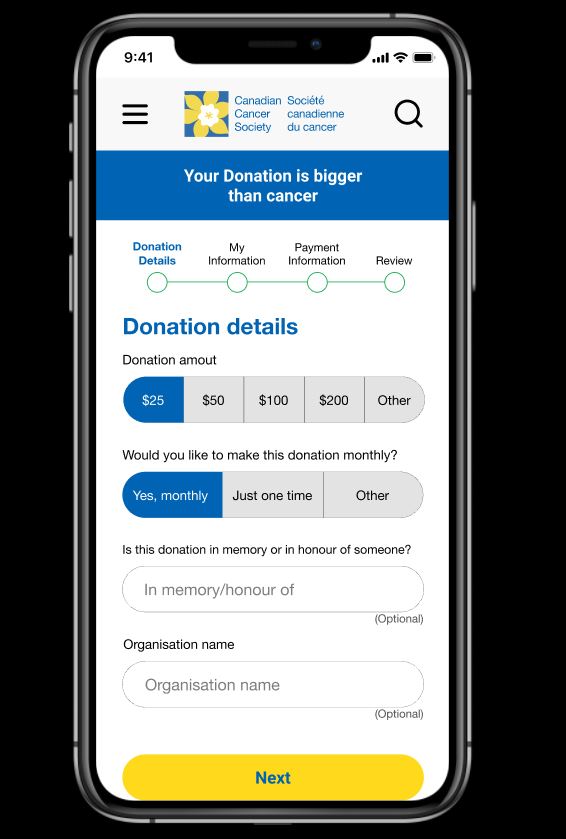 9:41
Canadian Société
Cancer canadienne
Society du cancer
Your Donation is bigger
than cancer
Donation My Payment
Details Information Information Review
Donation details
Donation amout
$25 $50 $100 $200 Other
Would you like to make this donation monthly?
Yes, monthly Just one time Other
Is this donation in memory or in honour of someone?
In memory/honour of
(Optional)
Organisation name
Organisation name
(Optional)
Next